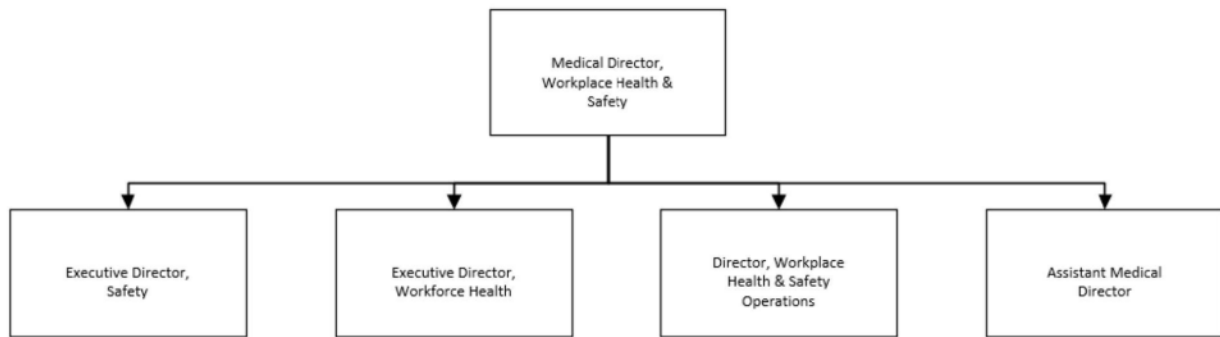 Medical Director,
Workplace Health &
Safety
Executive Director,
Safety
Executive Director,
Workforce Health
Director, Workplace
Health & Safety
Operations
Assistant Medical
Director